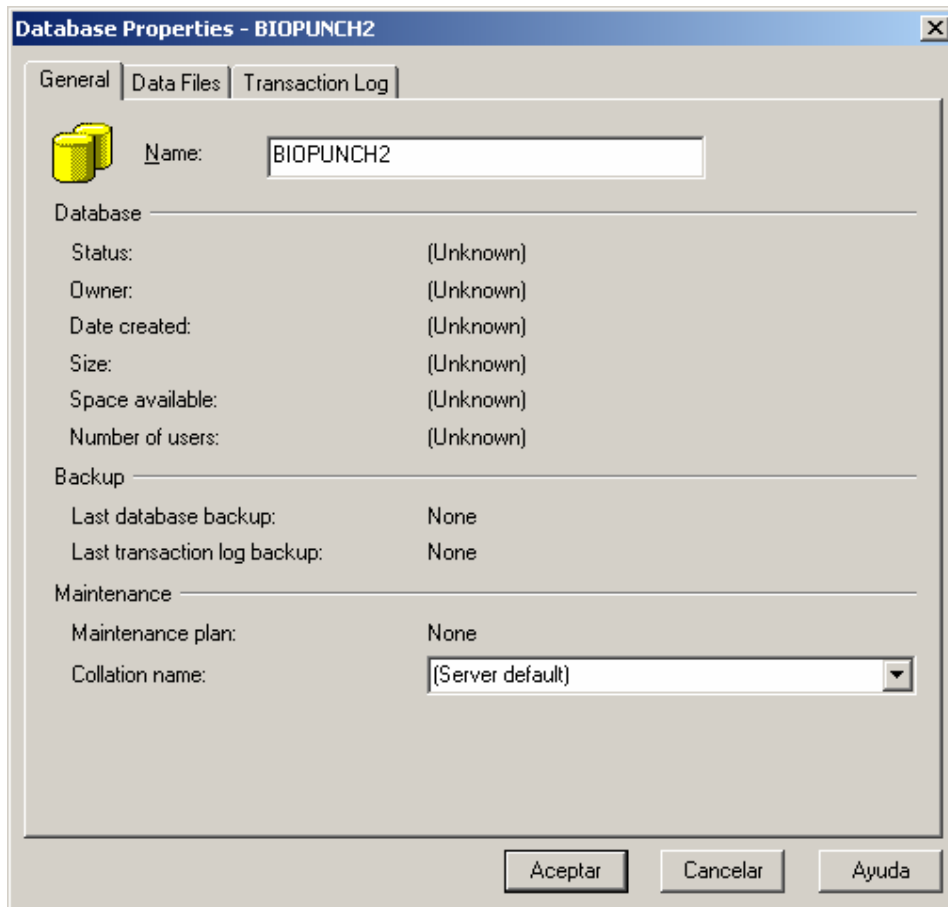 Database Properties - BIOPUNCH2
General Data Files Transaction Log
Name: BIOPUNCH2
Database
Status: (Unknown)
Owner: (Unknown)
Date created: (Unknown)
Size: (Unknown)
Space available: (Unknown)
Number of users: (Unknown)
Backup
Last database backup: None
Last transaction log backup: None
Maintenance
Maintenance plan: None
Collation name: (Server default)
Aceptar Cancelar Ayuda